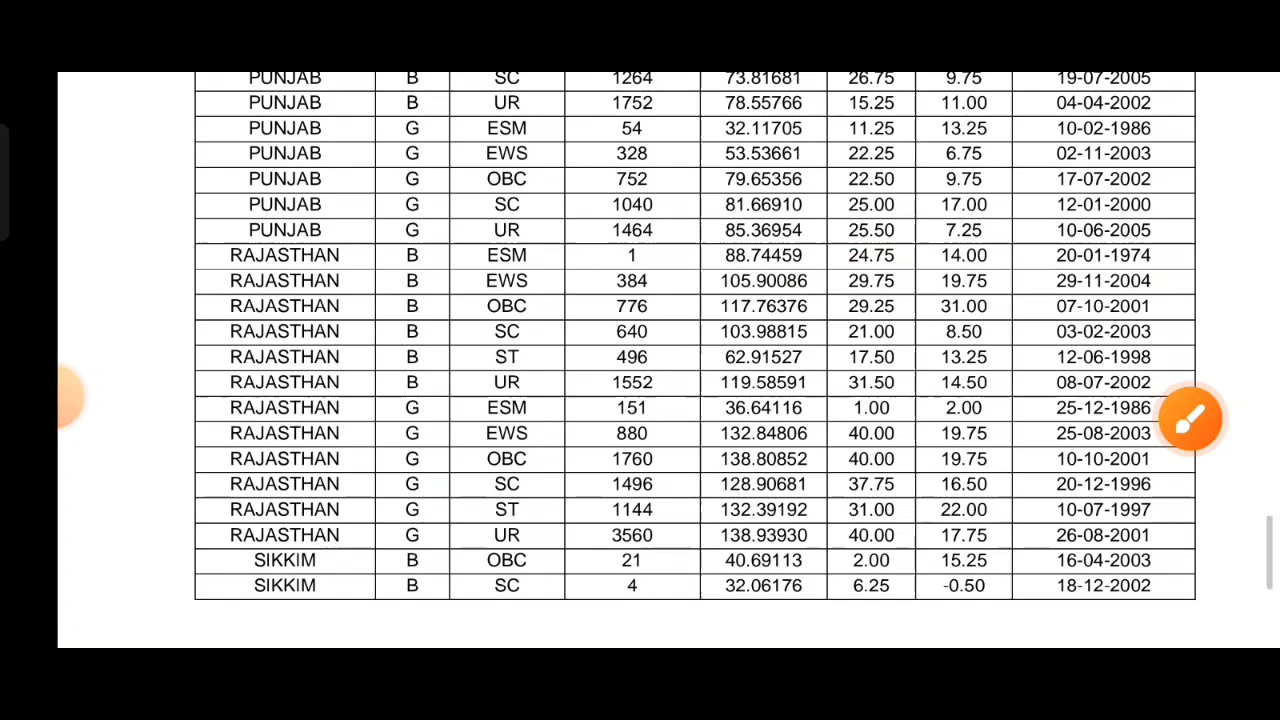 PUNJAB B SC 1264 73.81681 26.75 9.75 19-07-2005
PUNJAB B UR 1752 78.55766 15.25 11.00 04-04-2002
PUNJAB G ESM 54 32.11705 11.25 13.25 10-02-1986
PUNJAB G EWS 328 53.53661 22.25 6.75 02-11-2003
PUNJAB G OBC 752 79.65356 22.50 9.75 17-07-2002
PUNJAB G SC 1040 81.66910 25.00 17.00 12-01-2000
PUNJAB G UR 1464 85.36954 25.50 7.25 10-06-2005
RAJASTHAN B ESM 1 88.74459 24.75 14.00 20-01-1974
RAJASTHAN B EWS 384 105.90086 29.75 19.75 29-11-2004
RAJASTHAN B OBC 776 117.76376 29.25 31.00 07-10-2001
RAJASTHAN B SC 640 103.98815 21.00 8.50 03-02-2003
RAJASTHAN B ST 496 62.91527 17.50 13.25 12-06-1998
RAJASTHAN B UR 1552 119.58591 31.50 14.50 08-07-2002
RAJASTHAN G ESM 151 36.64116 1.00 2.00 25-12-1986
RAJASTHAN G EWS 880 132.84806 40.00 19.75 25-08-2003
RAJASTHAN G OBC 1760 138.80852 40.00 19.75 10-10-2001
RAJASTHAN G SC 1496 128.90681 37.75 16.50 20-12-1996
RAJASTHAN G ST 1144 132.39192 31.00 22.00 10-07-1997
RAJASTHAN G UR 3560 138.93930 40.00 17.75 26-08-2001
SIKKIM B OBC 21 40.69113 2.00 15.25 16-04-2003
SIKKIM B SC 4 32.06176 6.25 -0.50 18-12-2002